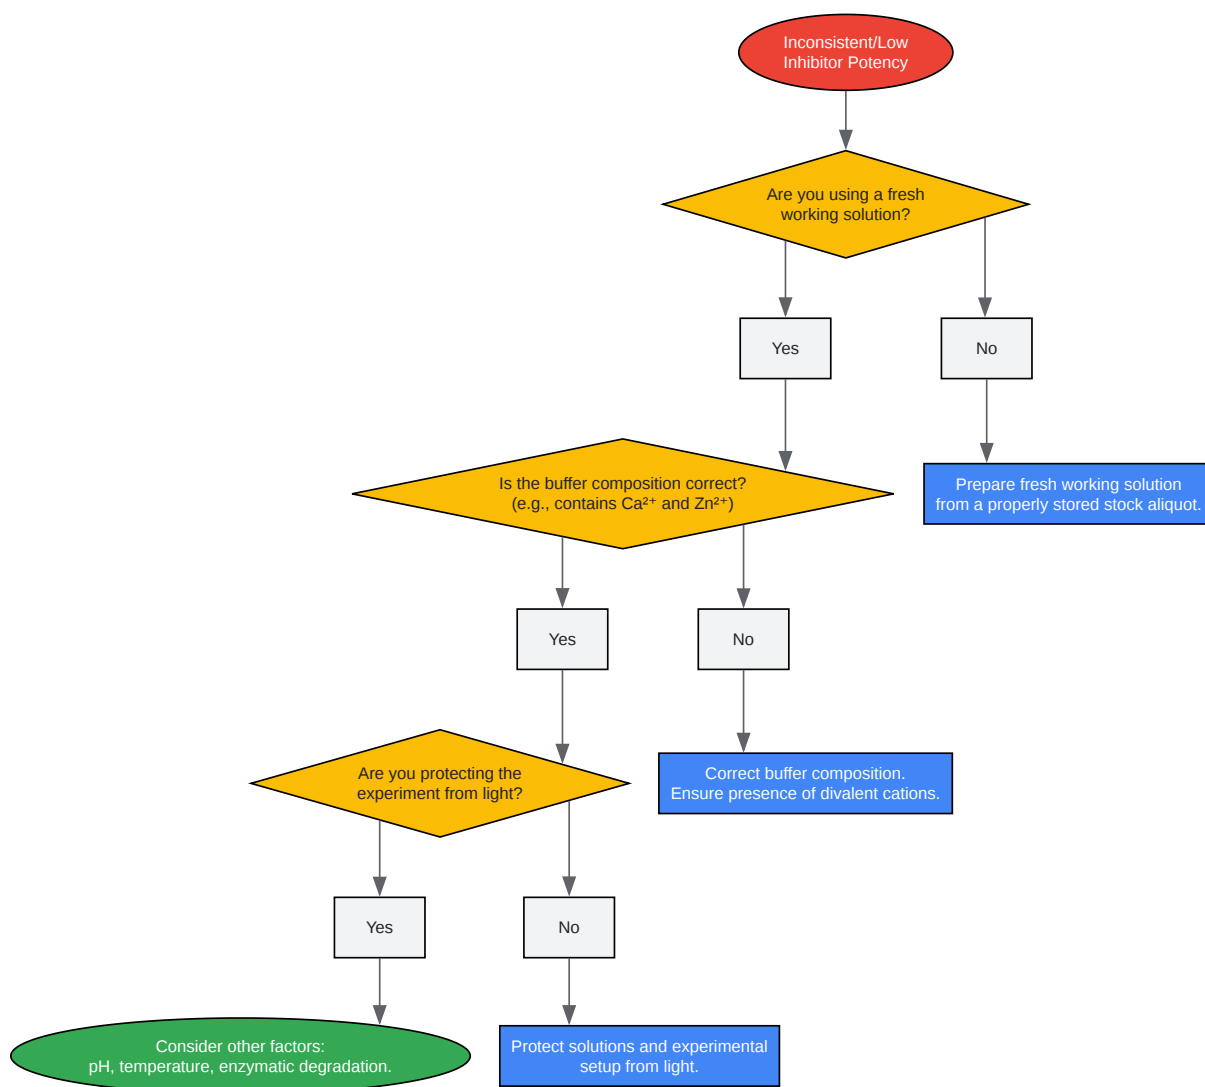 Inconsistent/Low
Inhibitor Potency
Are you using a fresh
working solution?
Yes
No
Is the buffer composition correct?
(e.g., contains Ca²⁺ and Zn²⁺)
Prepare fresh working solution
from a properly stored stock aliquot.
Yes
No
Are you protecting the
experiment from light?
Correct buffer composition.
Ensure presence of divalent cations.
Yes
No
Consider other factors:
pH, temperature, enzymatic degradation.
Protect solutions and experimental
setup from light.